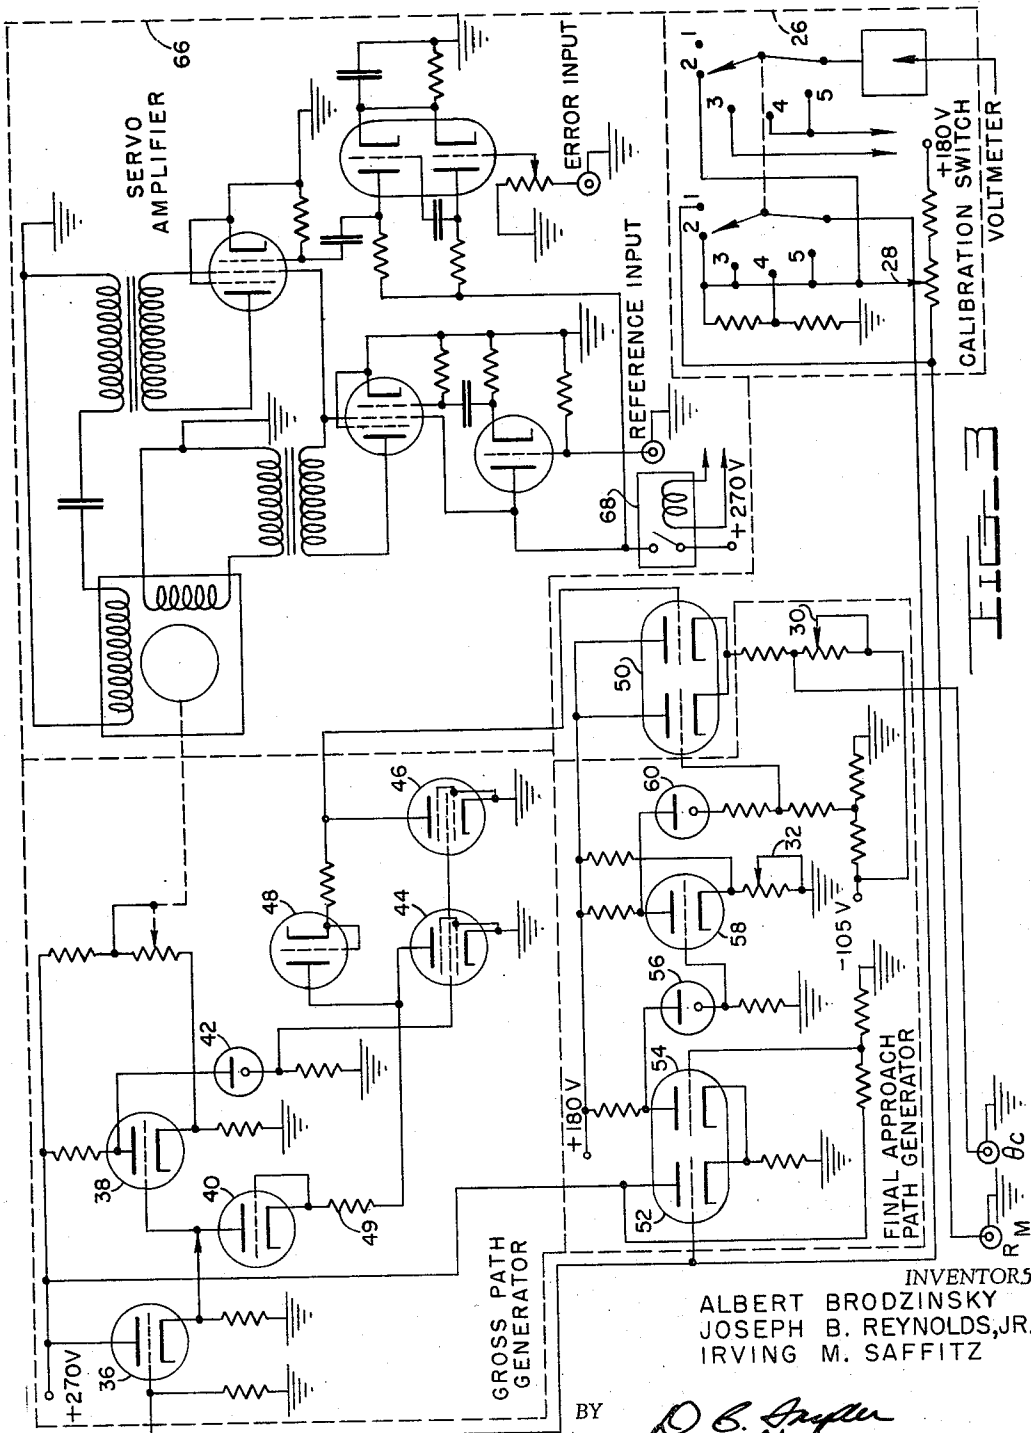 66
SERVO
AMPLIFIER
ERROR INPUT
REFERENCE INPUT
68
+270V
26
1
2
3
4
5
1
2
3
4
5
28
+180V
CALIBRATION SWITCH
VOLTMETER
FIG. 3
46
48
44
42
38
40
49
36
+270V
GROSS PATH
GENERATOR
50
30
60
32
58
-105V
56
54
52
+180V
FINAL APPROACH
PATH GENERATOR
θC
RM
INVENTORS
ALBERT BRODZINSKY
JOSEPH B. REYNOLDS, JR.
IRVING M. SAFFITZ
BY